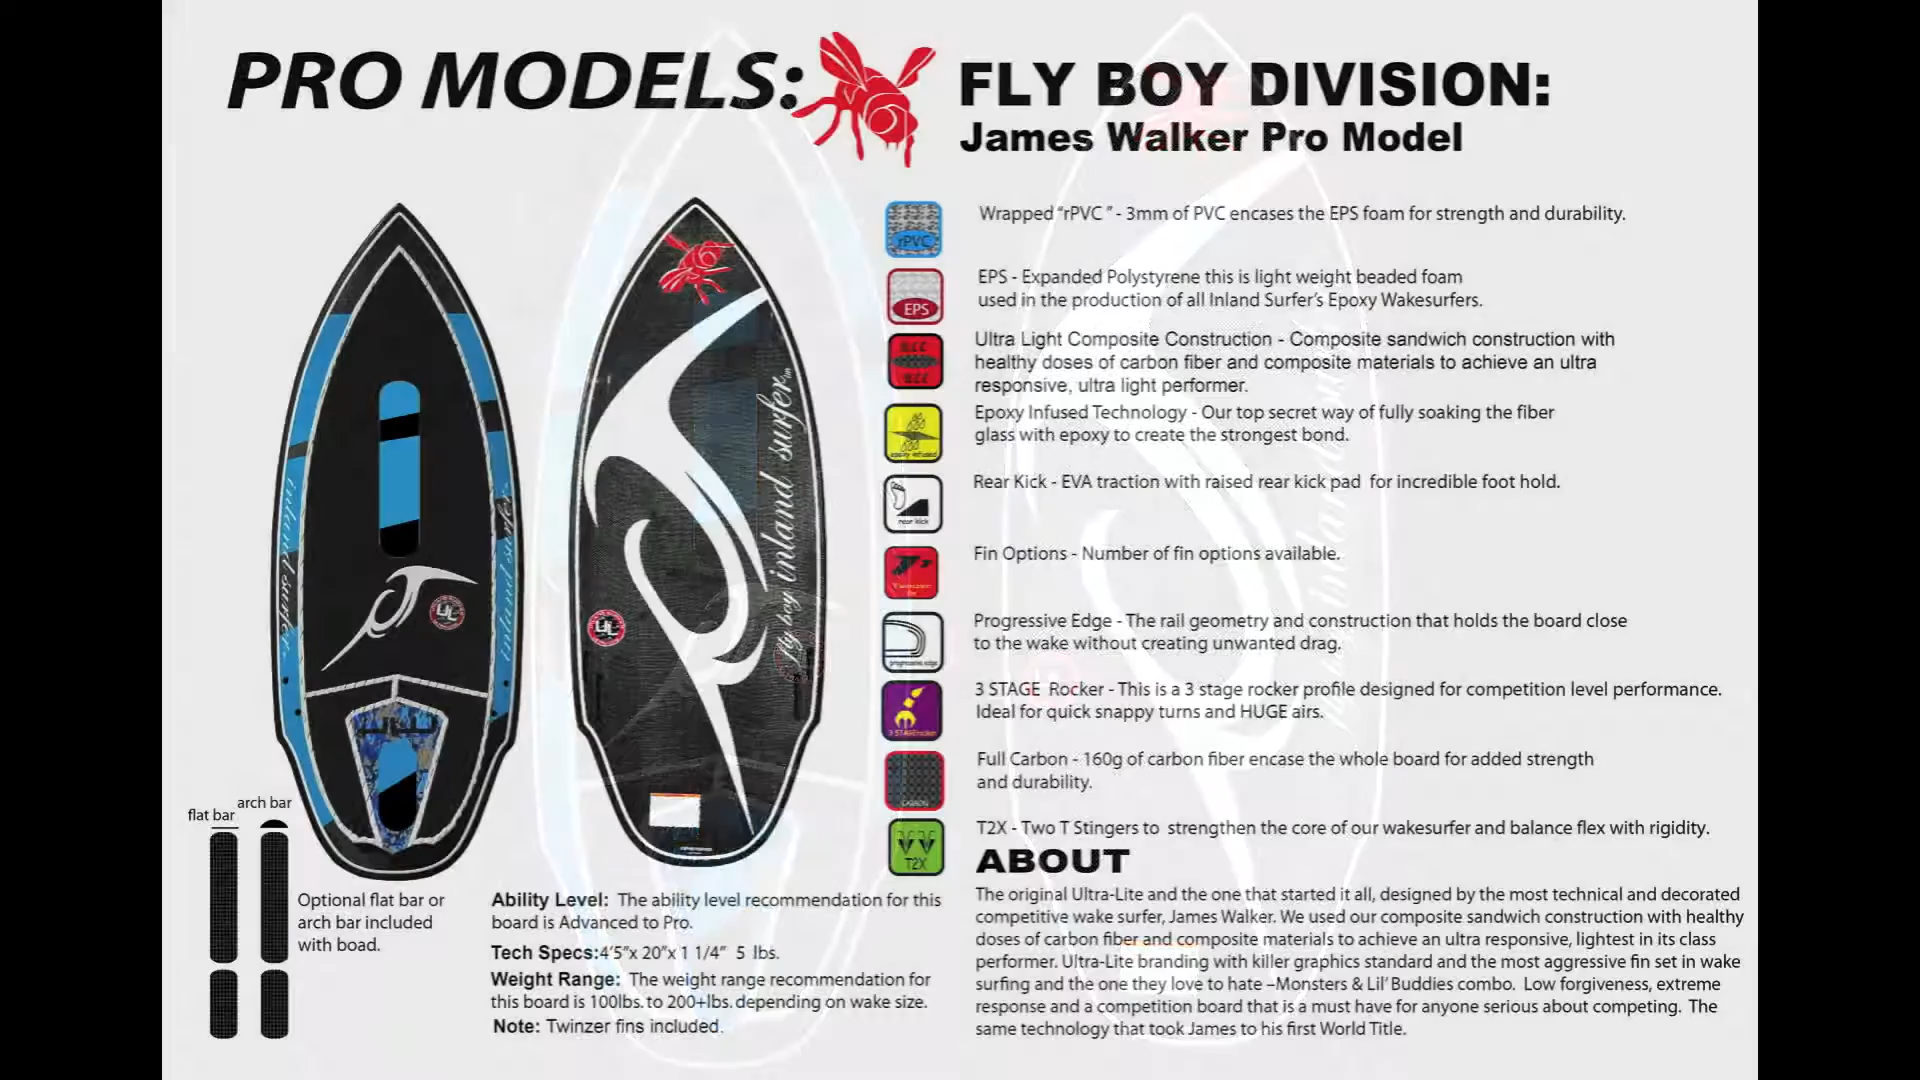 PRO MODELS:
FLY BOY DIVISION:
James Walker Pro Model
rPVC
Wrapped “rPVC ” - 3mm of PVC encases the EPS foam for strength and durability.
EPS
EPS - Expanded Polystyrene this is light weight beaded foam
used in the production of all Inland Surfer’s Epoxy Wakesurfers.
Ultra Light Composite Construction - Composite sandwich construction with
healthy doses of carbon fiber and composite materials to achieve an ultra
responsive, ultra light performer.
epoxy infused
Epoxy Infused Technology - Our top secret way of fully soaking the fiber
glass with epoxy to create the strongest bond.
rear kick
Rear Kick - EVA traction with raised rear kick pad for incredible foot hold.
Twinzer
Fin Options - Number of fin options available.
progressive edge
Progressive Edge - The rail geometry and construction that holds the board close
to the wake without creating unwanted drag.
3 STAGE rocker
3 STAGE Rocker - This is a 3 stage rocker profile designed for competition level performance.
Ideal for quick snappy turns and HUGE airs.
CARBON
Full Carbon - 160g of carbon fiber encase the whole board for added strength
and durability.
T2X
T2X - Two T Stingers to strengthen the core of our wakesurfer and balance flex with rigidity.
inland surfer
inland surfer
UL
fly boy inland surfer
UL
arch bar
flat bar
Optional flat bar or
arch bar included
with boad.
Ability Level: The ability level recommendation for this
board is Advanced to Pro.
Tech Specs:4’5”x 20”x 1 1/4” 5 lbs.
Weight Range: The weight range recommendation for
this board is 100lbs. to 200+lbs. depending on wake size.
Note: Twinzer fins included.
ABOUT
The original Ultra-Lite and the one that started it all, designed by the most technical and decorated
competitive wake surfer, James Walker. We used our composite sandwich construction with healthy
doses of carbon fiber and composite materials to achieve an ultra responsive, lightest in its class
performer. Ultra-Lite branding with killer graphics standard and the most aggressive fin set in wake
surfing and the one they love to hate –Monsters & Lil’ Buddies combo. Low forgiveness, extreme
response and a competition board that is a must have for anyone serious about competing. The
same technology that took James to his first World Title.